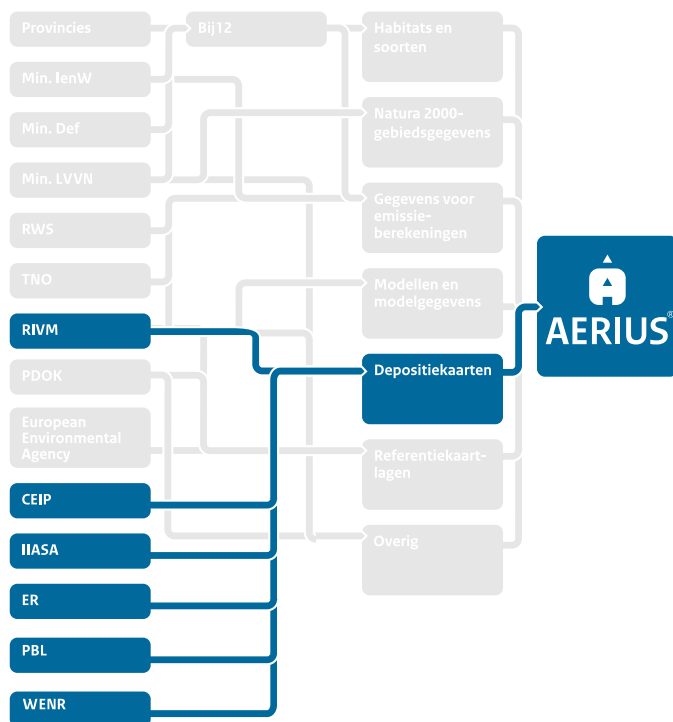 Provincies
Min. IenW
Min. Def
Min. LVVN
RWS
TNO
RIVM
PDOK
European
Environmental
Agency
CEIP
IIASA
ER
PBL
WENR
Bij12
Habitats en
soorten
Natura 2000-
gebiedsgegevens
Gegevens voor
emissie-
berekeningen
Modellen en
modelgegevens
Depositiekaarten
Referentiekaart-
lagen
Overig
AERIUS®